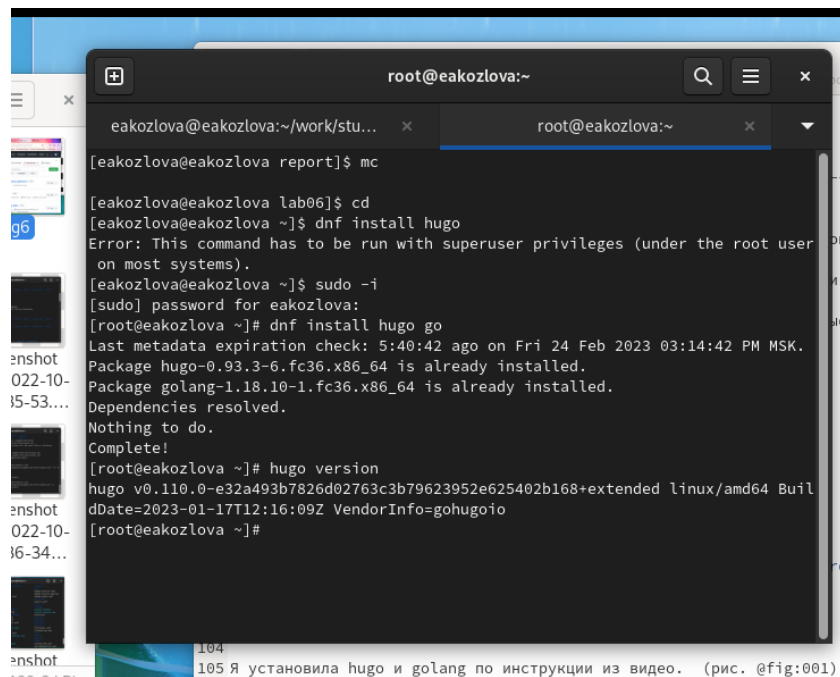 root@eakozlova:~
eakozlova@eakozlova:~/work/stu...
root@eakozlova:~
[eakozlova@eakozlova report]$ mc
[eakozlova@eakozlova lab06]$ cd
[eakozlova@eakozlova ~]$ dnf install hugo
Error: This command has to be run with superuser privileges (under the root user
on most systems).
[eakozlova@eakozlova ~]$ sudo -i
[sudo] password for eakozlova:
[root@eakozlova ~]# dnf install hugo go
Last metadata expiration check: 5:40:42 ago on Fri 24 Feb 2023 03:14:42 PM MSK.
Package hugo-0.93.3-6.fc36.x86_64 is already installed.
Package golang-1.18.10-1.fc36.x86_64 is already installed.
Dependencies resolved.
Nothing to do.
Complete!
[root@eakozlova ~]# hugo version
hugo v0.110.0-e32a493b7826d02763c3b79623952e625402b168+extended linux/amd64 Buil
dDate=2023-01-17T12:16:09Z VendorInfo=gohugoio
[root@eakozlova ~]#
g6
enshot
022-10-
35-53....
enshot
022-10-
36-34...
enshot
104
105 Я установила hugo и golang по инструкции из видео. (рис. @fig:001)